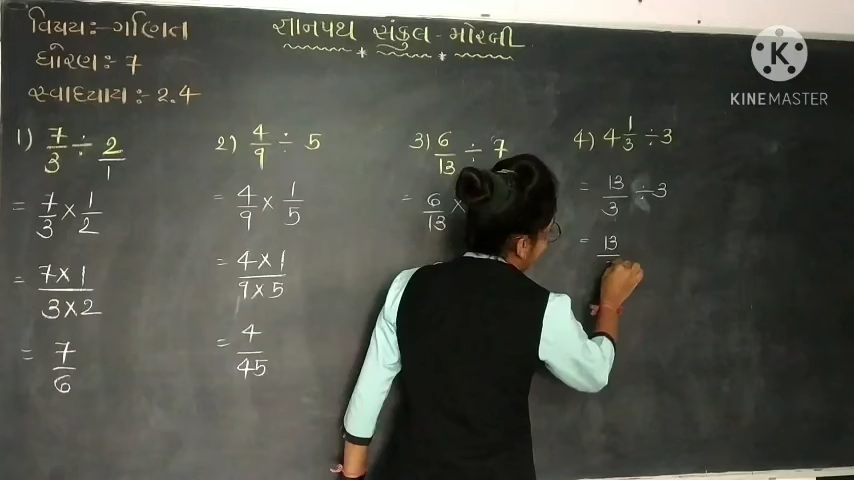 વિષય:- ગણિત
જ્ઞાનપથ સંકુલ - મોરબી
ધોરણ:- 7
સ્વાધ્યાય:- 2.4
K
KINEMASTER
1) 7/3 ÷ 2/1
= 7/3 × 1/2
= 7×1/3×2
= 7/6
2) 4/9 ÷ 5
= 4/9 × 1/5
= 4×1/9×5
= 4/45
3) 6/13 ÷ 7
= 6/13 ×
4) 4 1/3 ÷ 3
= 13/3 ÷ 3
= 13